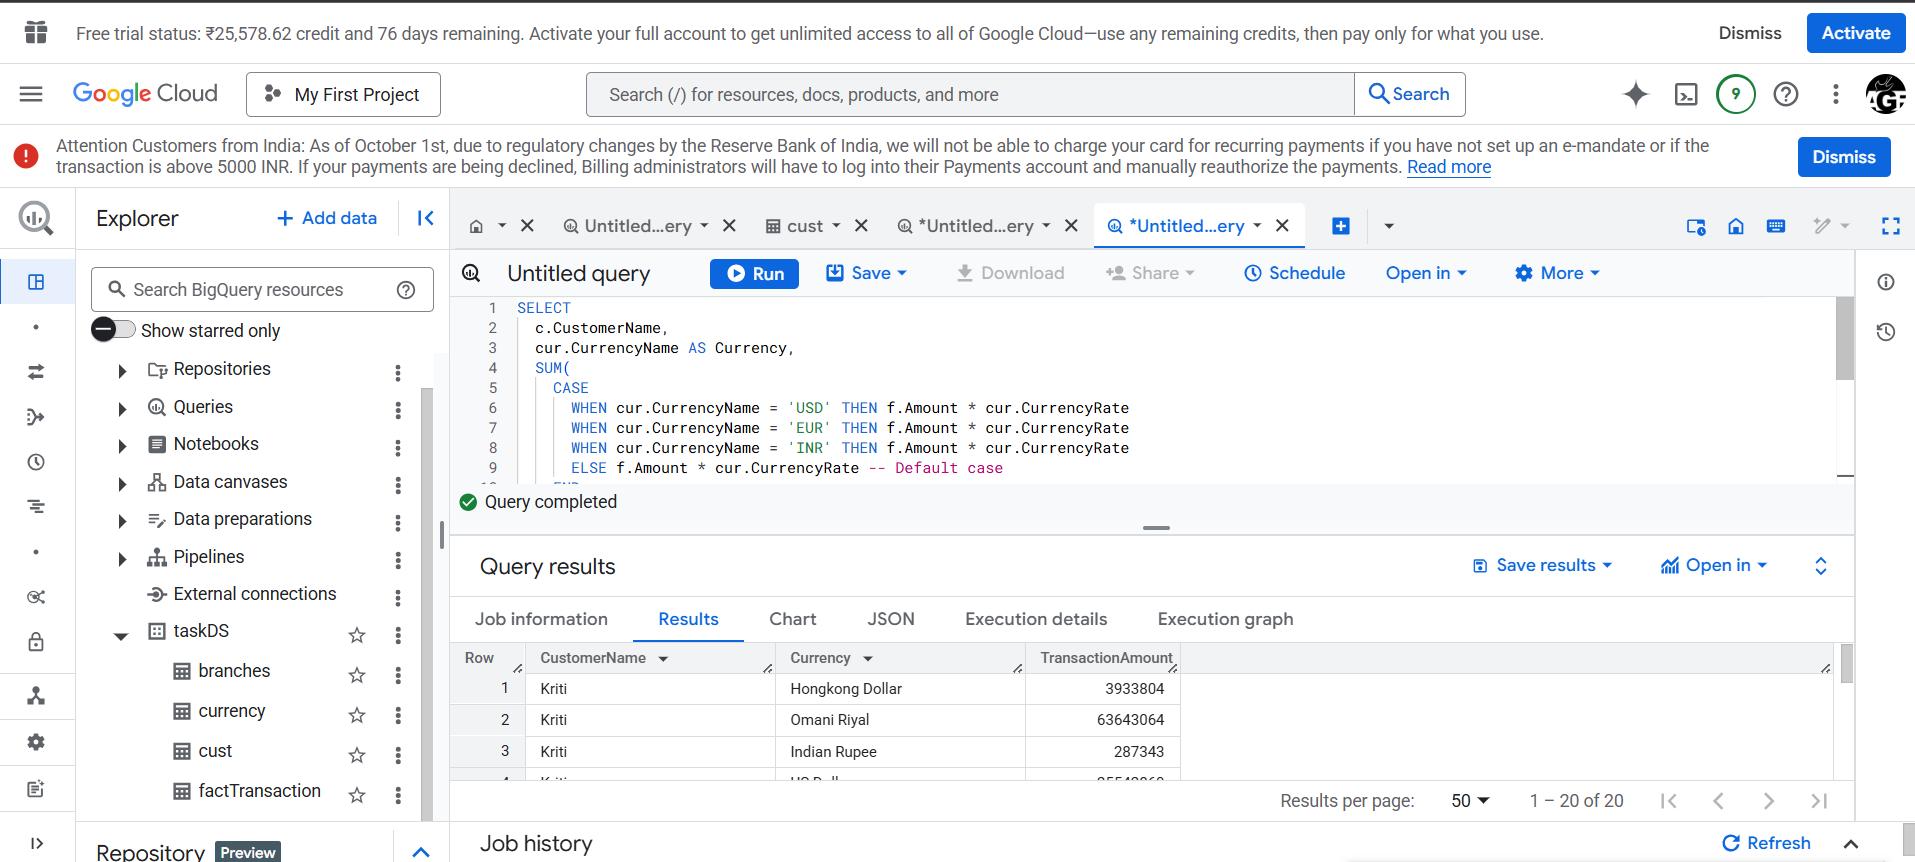 Free trial status: ₹25,578.62 credit and 76 days remaining. Activate your full account to get unlimited access to all of Google Cloud—use any remaining credits, then pay only for what you use.
Dismiss
Activate
Google Cloud
My First Project
Search (/) for resources, docs, products, and more
Search
9
Attention Customers from India: As of October 1st, due to regulatory changes by the Reserve Bank of India, we will not be able to charge your card for recurring payments if you have not set up an e-mandate or if the
transaction is above 5000 INR. If your payments are being declined, Billing administrators will have to log into their Payments account and manually reauthorize the payments. Read more
Dismiss
Explorer
+ Add data
Search BigQuery resources
Show starred only
Repositories
Queries
Notebooks
Data canvases
Data preparations
Pipelines
External connections
taskDS
branches
currency
cust
factTransaction
Repository Preview
Untitled...ery
cust
*Untitled...ery
*Untitled...ery
Untitled query
Run
Save
Download
Share
Schedule
Open in
More
1 SELECT
2 c.CustomerName,
3 cur.CurrencyName AS Currency,
4 SUM(
5 CASE
6 WHEN cur.CurrencyName = 'USD' THEN f.Amount * cur.CurrencyRate
7 WHEN cur.CurrencyName = 'EUR' THEN f.Amount * cur.CurrencyRate
8 WHEN cur.CurrencyName = 'INR' THEN f.Amount * cur.CurrencyRate
9 ELSE f.Amount * cur.CurrencyRate -- Default case
Query completed
Query results
Save results
Open in
Job information
Results
Chart
JSON
Execution details
Execution graph
Row CustomerName Currency TransactionAmount
1 Kriti Hongkong Dollar 3933804
2 Kriti Omani Riyal 63643064
3 Kriti Indian Rupee 287343
Results per page: 50 1 – 20 of 20
Job history
Refresh